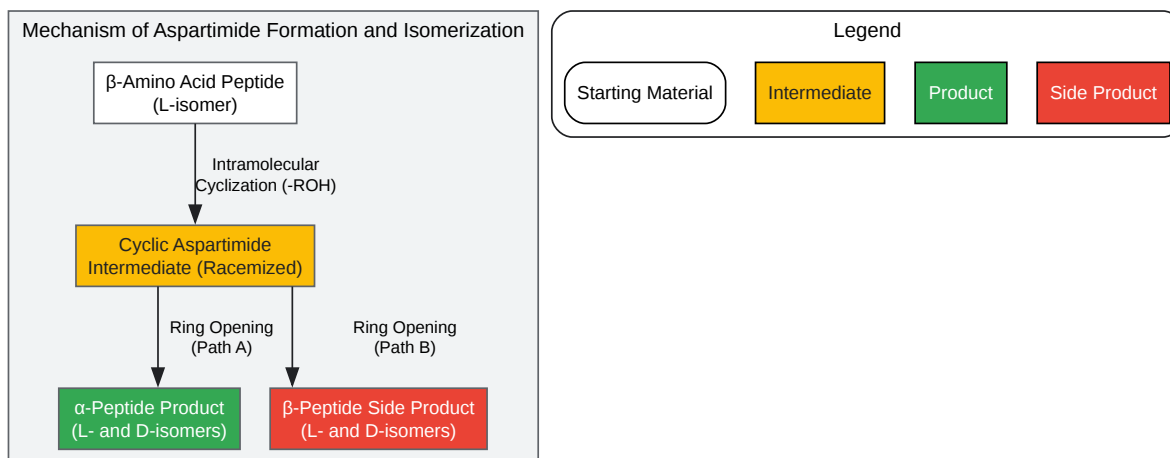 Mechanism of Aspartimide Formation and Isomerization
β-Amino Acid Peptide
(L-isomer)
Intramolecular
Cyclization (-ROH)
Cyclic Aspartimide
Intermediate (Racemized)
Ring Opening
(Path A)
Ring Opening
(Path B)
α-Peptide Product
(L- and D-isomers)
β-Peptide Side Product
(L- and D-isomers)
Legend
Starting Material
Intermediate
Product
Side Product